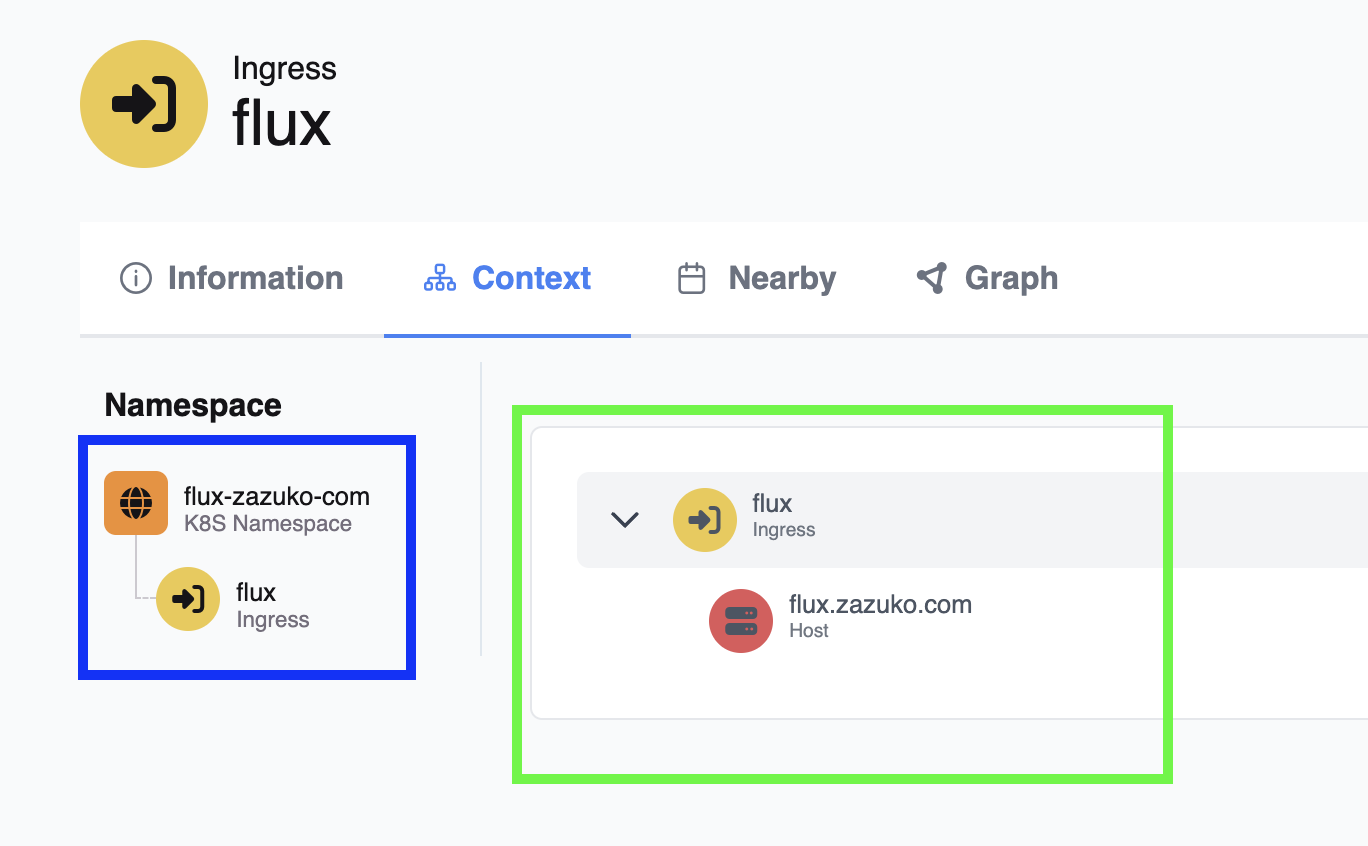 Ingress
flux
Information
Context
Nearby
Graph
Namespace
flux-zazuko-com
K8S Namespace
flux
Ingress
flux
Ingress
flux.zazuko.com
Host